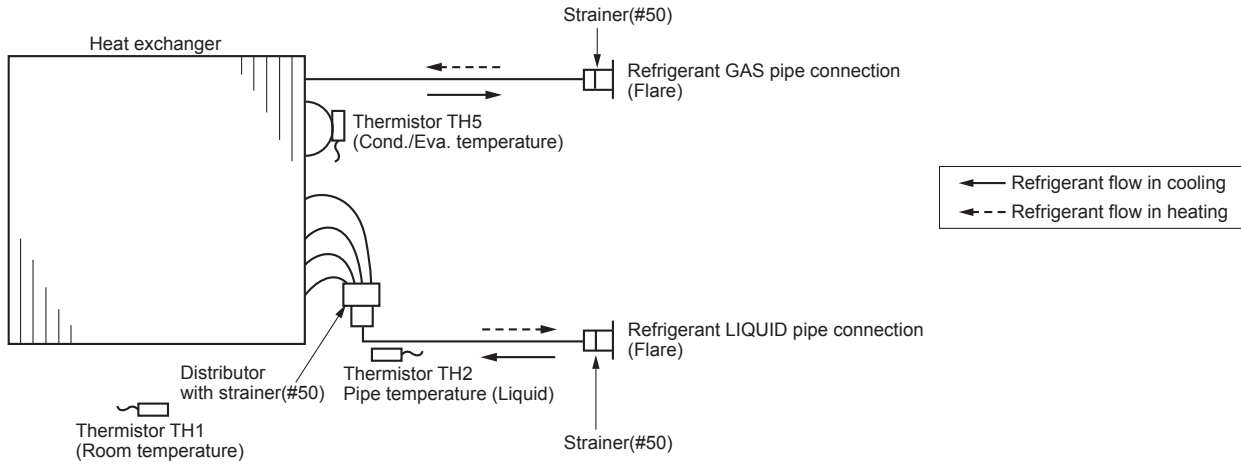 Strainer(#50)
Heat exchanger
Refrigerant GAS pipe connection
(Flare)
Thermistor TH5
(Cond./Eva. temperature)
Refrigerant flow in cooling
Refrigerant flow in heating
Refrigerant LIQUID pipe connection
(Flare)
Distributor
with strainer(#50)
Thermistor TH2
Pipe temperature (Liquid)
Thermistor TH1
(Room temperature)
Strainer(#50)